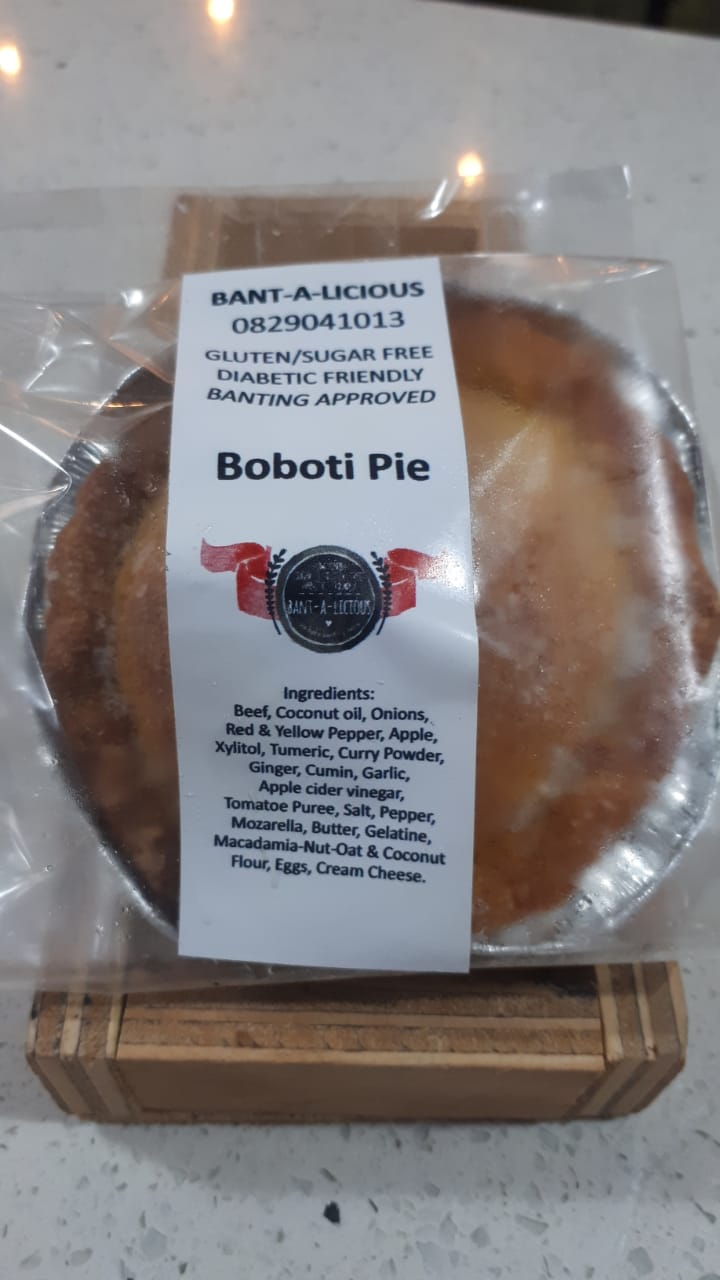 BANT-A-LICIOUS
0829041013
GLUTEN/SUGAR FREE
DIABETIC FRIENDLY
BANTING APPROVED
Boboti Pie
BANT-A-LICIOUS
Ingredients:
Beef, Coconut oil, Onions,
Red & Yellow Pepper, Apple,
Xylitol, Tumeric, Curry Powder,
Ginger, Cumin, Garlic,
Apple cider vinegar,
Tomatoe Puree, Salt, Pepper,
Mozarella, Butter, Gelatine,
Macadamia-Nut-Oat & Coconut
Flour, Eggs, Cream Cheese.